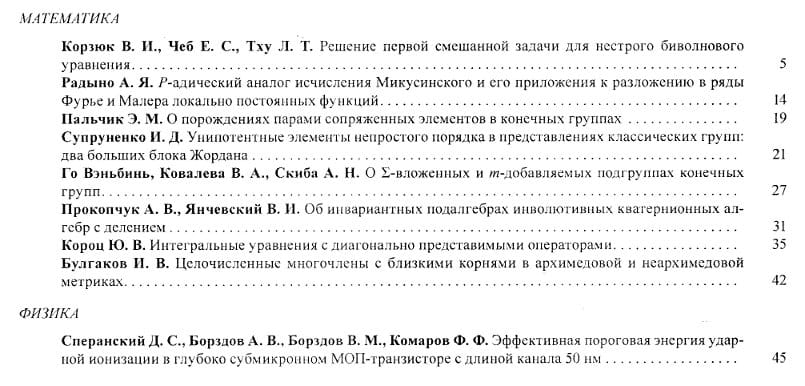 МАТЕМАТИКА
Корзюк В. И., Чеб Е. С., Тху Л. Т. Решение первой смешанной задачи для нестрого биволнового
уравнения. . . . . . . . . . . . . . . . . . . . . . . . . . . . . . . . . . . . . . . . . . . . . . . . . . 5
Радыно А. Я. P-адический аналог исчисления Микусинского и его приложения к разложению в ряды
Фурье и Малера локально постоянных функций. . . . . . . . . . . . . . . . . . . . . . . . . . . . . . 14
Пальчик Э. М. О порождениях парами сопряженных элементов в конечных группах . . . . . . . . . . . . 19
Супруненко И. Д. Унипотентные элементы непростого порядка в представлениях классических групп:
два больших блока Жордана . . . . . . . . . . . . . . . . . . . . . . . . . . . . . . . . . . . . . . . . 21
Го Вэньбинь, Ковалева В. А., Скиба А. Н. О Σ-вложенных и m-добавляемых подгруппах конечных
групп. . . . . . . . . . . . . . . . . . . . . . . . . . . . . . . . . . . . . . . . . . . . . . . . . . . . . 27
Прокопчук А. В., Янчевский В. И. Об инвариантных подалгебрах инволютивных кватернионных ал-
гебр с делением . . . . . . . . . . . . . . . . . . . . . . . . . . . . . . . . . . . . . . . . . . . . . . . 31
Короц Ю. В. Интегральные уравнения с диагонально представимыми операторами. . . . . . . . . . . . . 35
Булгаков И. В. Целочисленные многочлены с близкими корнями в архимедовой и неархимедовой
метриках. . . . . . . . . . . . . . . . . . . . . . . . . . . . . . . . . . . . . . . . . . . . . . . . . . . 42
ФИЗИКА
Сперанский Д. С., Борздов А. В., Борздов В. М., Комаров Ф. Ф. Эффективная пороговая энергия удар-
ной ионизации в глубоко субмикронном МОП-транзисторе с длиной канала 50 нм . . . . . . . . . . . . . 45